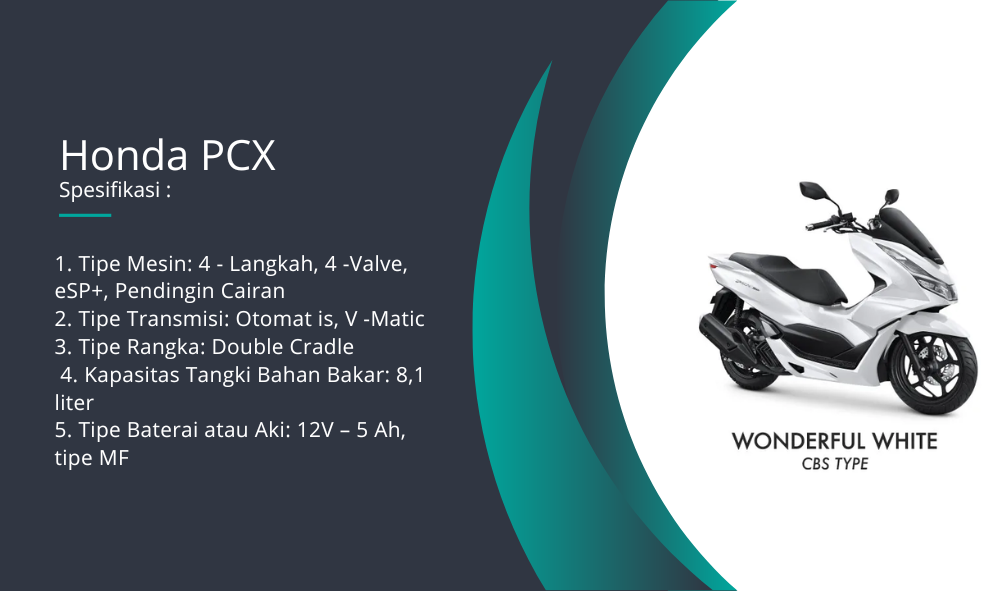 Honda PCX
Spesifikasi :
1. Tipe Mesin: 4 - Langkah, 4 -Valve,
eSP+, Pendingin Cairan
2. Tipe Transmisi: Otomat is, V -Matic
3. Tipe Rangka: Double Cradle
4. Kapasitas Tangki Bahan Bakar: 8,1
liter
5. Tipe Baterai atau Aki: 12V – 5 Ah,
tipe MF
WONDERFUL WHITE
CBS TYPE